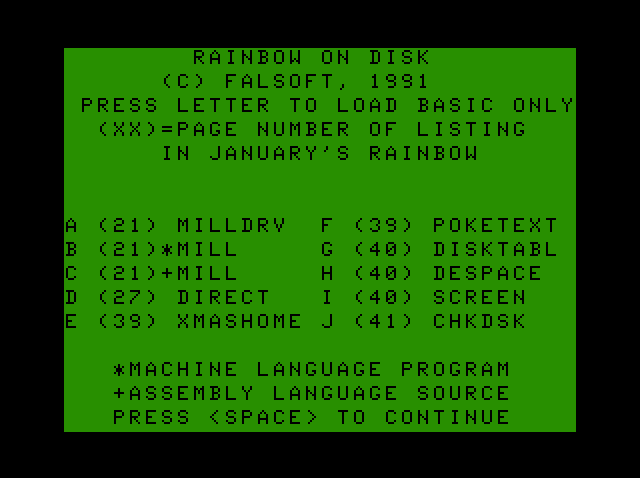 RAINBOW ON DISK
(C) FALSOFT, 1991
PRESS LETTER TO LOAD BASIC ONLY
(XX)=PAGE NUMBER OF LISTING
IN JANUARY'S RAINBOW
A (21) MILLDRV F (39) POKETEXT
B (21)*MILL G (40) DISKTABL
C (21)+MILL H (40) DESPACE
D (27) DIRECT I (40) SCREEN
E (39) XMASHOME J (41) CHKDSK
*MACHINE LANGUAGE PROGRAM
+ASSEMBLY LANGUAGE SOURCE
PRESS <SPACE> TO CONTINUE